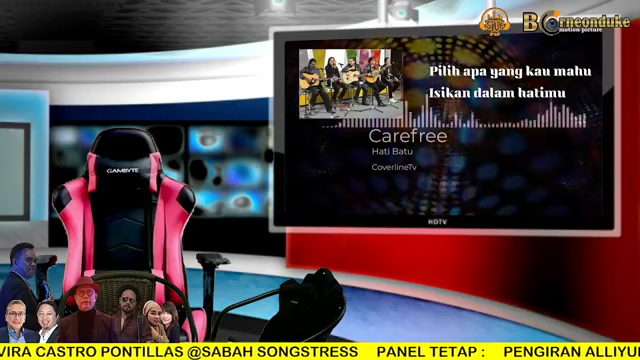 Borneonduke
motion picture
Pilih apa yang kau mahu
Isikan dalam hatimu
Carefree
Hati Batu
CoverlineTv
GAMBYTE
HDTV
VIRA CASTRO PONTILLAS @SABAH SONGSTRESS PANEL TETAP : PENGIRAN ALLIYU